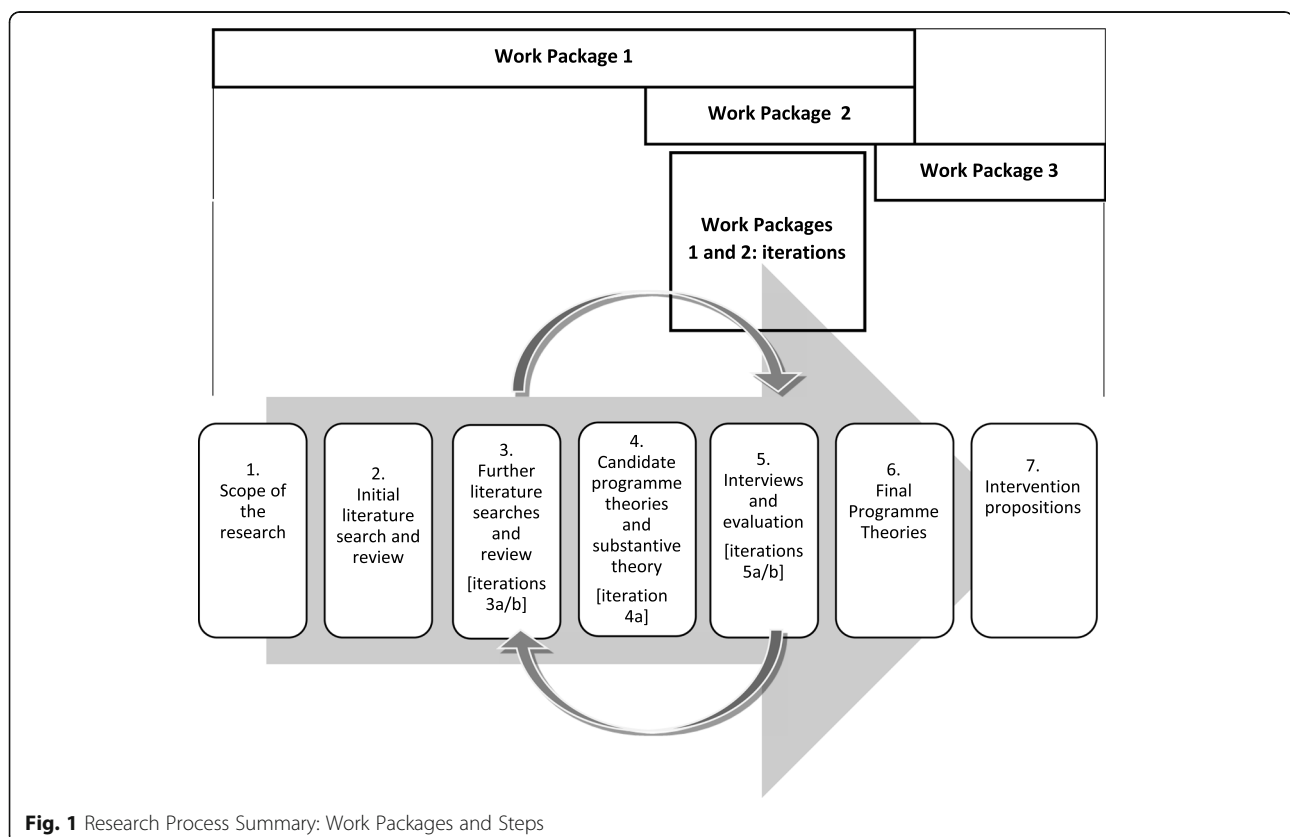 Work Package 1
Work Package 2
Work Package 3
Work Packages
1 and 2: iterations
1.
Scope of
the
research
2.
Initial
literature
search and
review
3.
Further
literature
searches
and
review
[iterations
3a/b]
4.
Candidate
programme
theories
and
substantive
theory
[iteration
4a]
5.
Interviews
and
evaluation
[iterations
5a/b]
6.
Final
Programme
Theories
7.
Intervention
propositions
Fig. 1 Research Process Summary: Work Packages and Steps